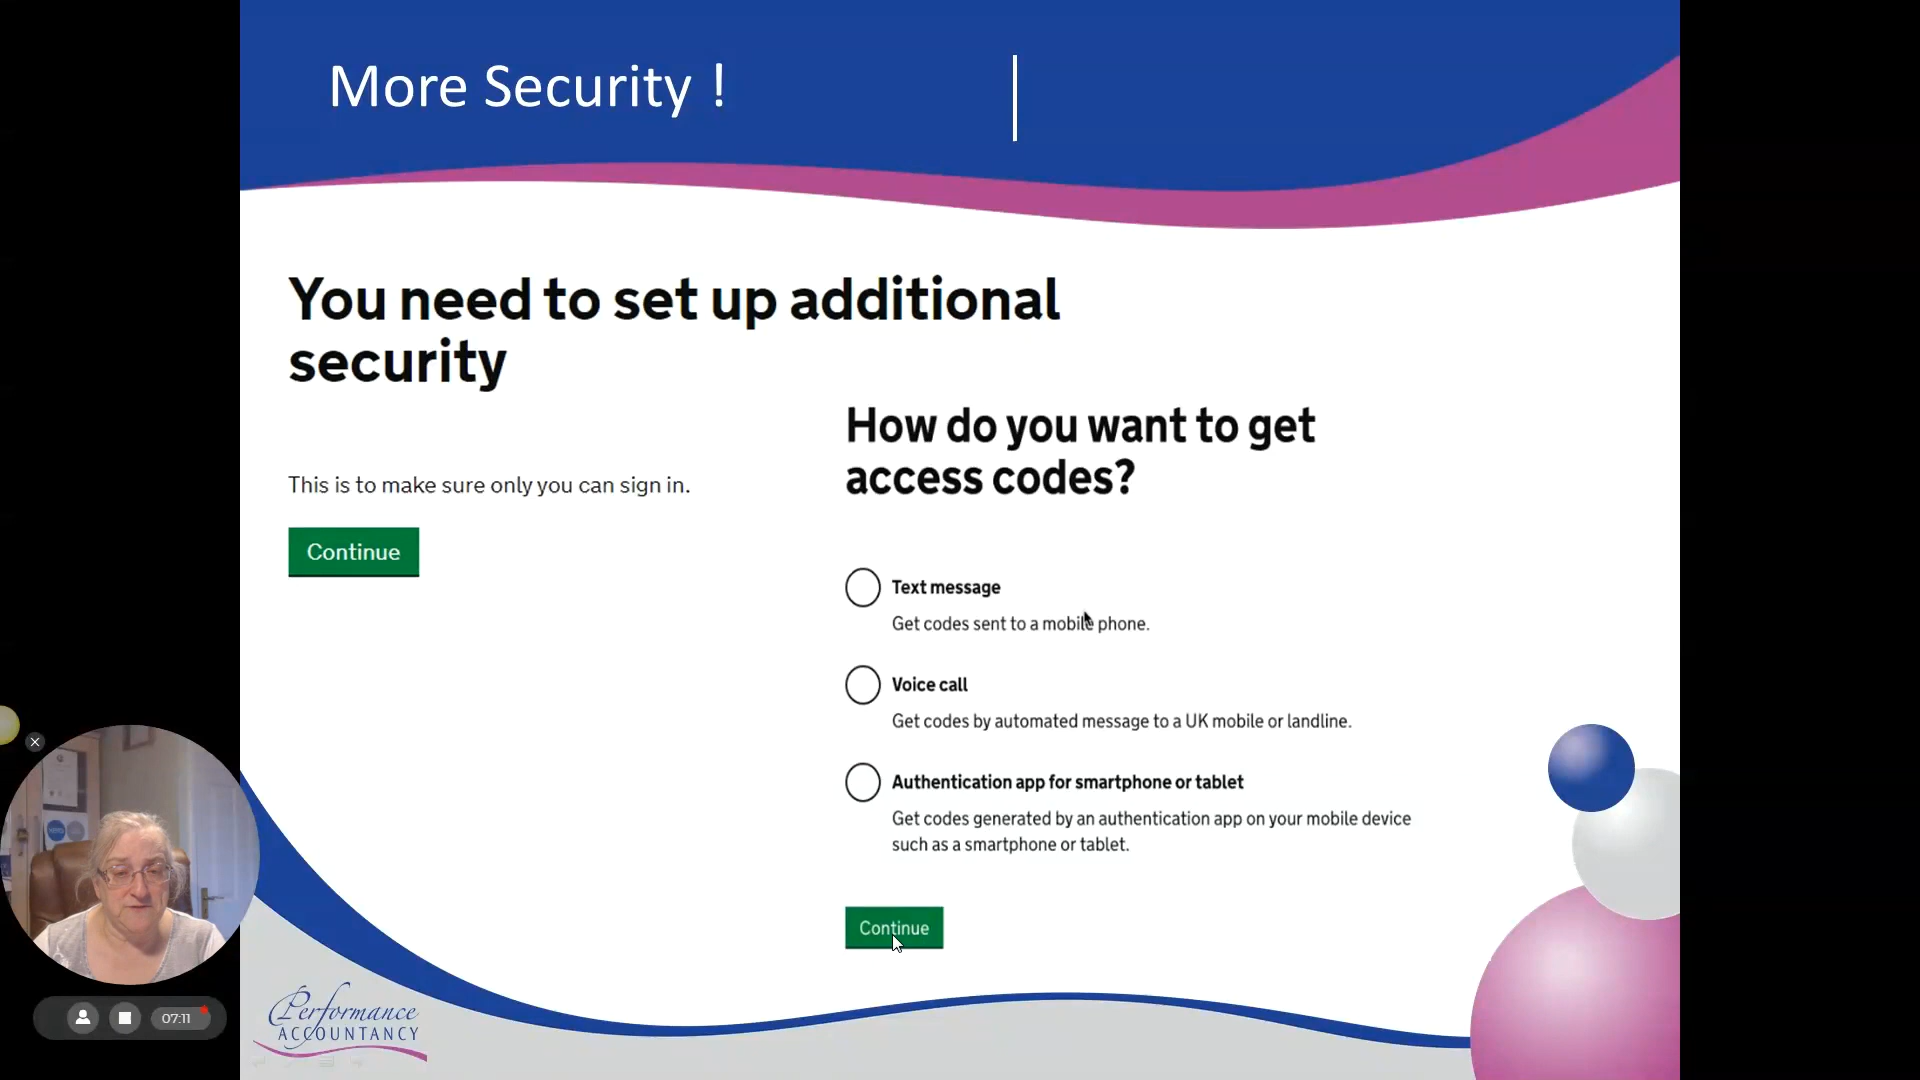 More Security !
You need to set up additional
security
This is to make sure only you can sign in.
Continue
How do you want to get
access codes?
Text message
Get codes sent to a mobile phone.
Voice call
Get codes by automated message to a UK mobile or landline.
Authentication app for smartphone or tablet
Get codes generated by an authentication app on your mobile device
such as a smartphone or tablet.
Continue
07:11
Performance
ACCOUNTANCY